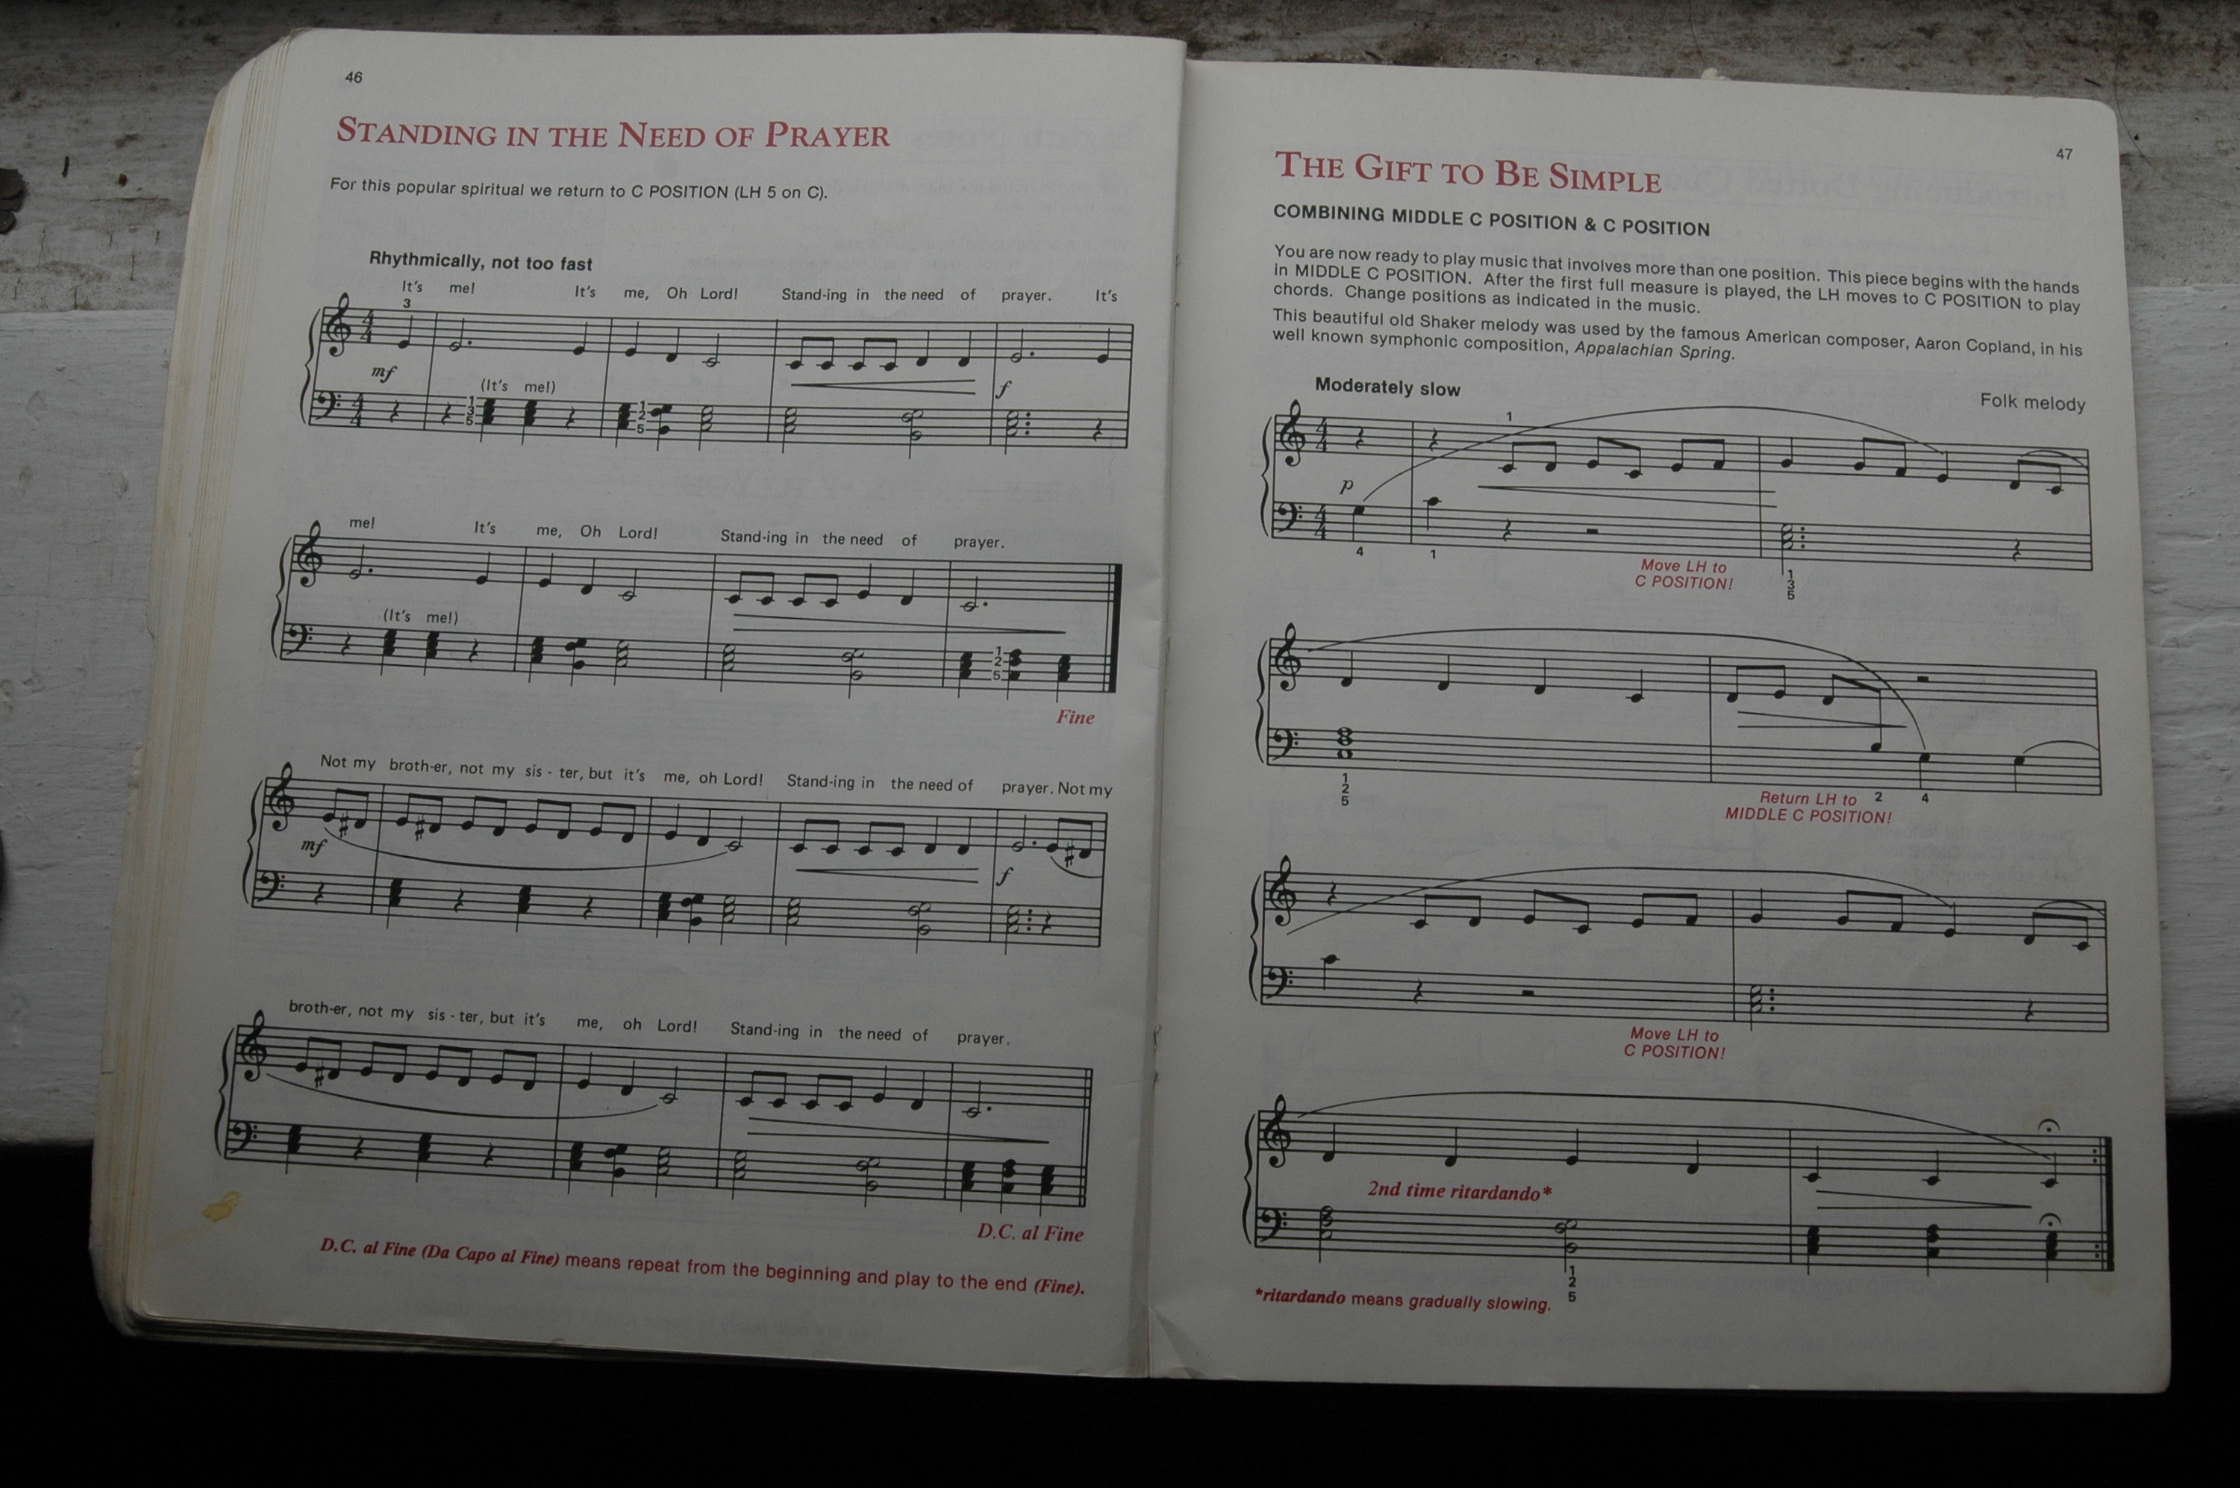 46
STANDING IN THE NEED OF PRAYER
For this popular spiritual we return to C POSITION (LH 5 on C).
Rhythmically, not too fast
It's me! It's me, Oh Lord! Stand-ing in the need of prayer. It's
3
4 4
mf
(It's me!)
f
4 4
1 3 5
1 2 5
me! It's me, Oh Lord! Stand-ing in the need of prayer.
(It's me!)
1 2 5
Fine
Not my broth-er, not my sis - ter, but it's me, oh Lord! Stand-ing in the need of prayer. Not my
mf
f
broth-er, not my sis - ter, but it's me, oh Lord! Stand-ing in the need of prayer.
D.C. al Fine
D.C. al Fine (Da Capo al Fine) means repeat from the beginning and play to the end (Fine).
47
THE GIFT TO BE SIMPLE
COMBINING MIDDLE C POSITION & C POSITION
You are now ready to play music that involves more than one position. This piece begins with the hands
in MIDDLE C POSITION. After the first full measure is played, the LH moves to C POSITION to play
chords. Change positions as indicated in the music.
This beautiful old Shaker melody was used by the famous American composer, Aaron Copland, in his
well known symphonic composition, Appalachian Spring.
Moderately slow
Folk melody
1
4 4
p
4 4
4 1
Move LH to
C POSITION!
1 3 5
1 2 5
Return LH to
MIDDLE C POSITION!
2 4
Move LH to
C POSITION!
2nd time ritardando*
1 2 5
*ritardando means gradually slowing.